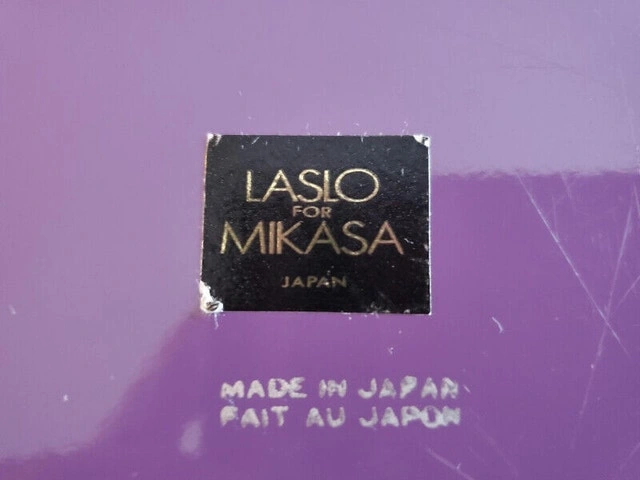 LASLO
FOR
MIKASA
JAPAN
MADE IN JAPAN
FAIT AU JAPON